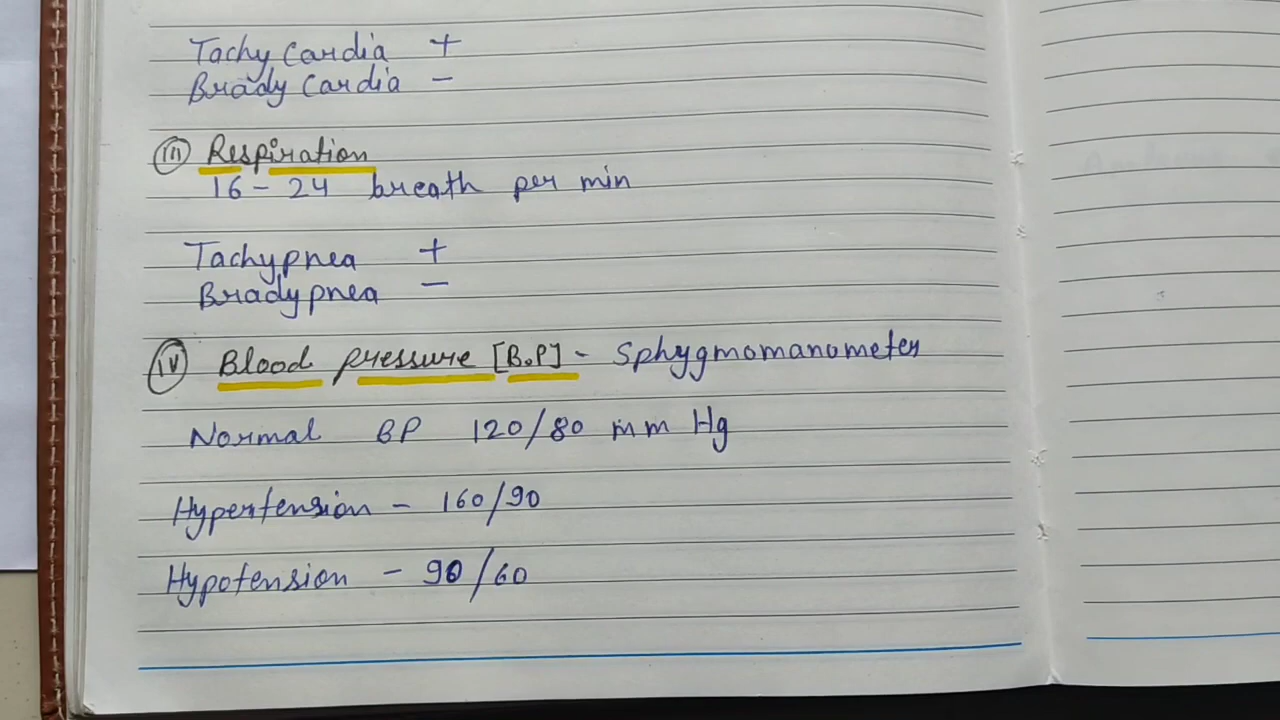 Tachy Cardia +
Brady Cardia -
(iii) Respiration
16 - 24 breath per min
Tachypnea +
Bradypnea -
(iv) Blood pressure [B.P] - Sphygmomanometer
Normal BP 120/80 mm Hg
Hypertension - 160/90
Hypotension - 90/60